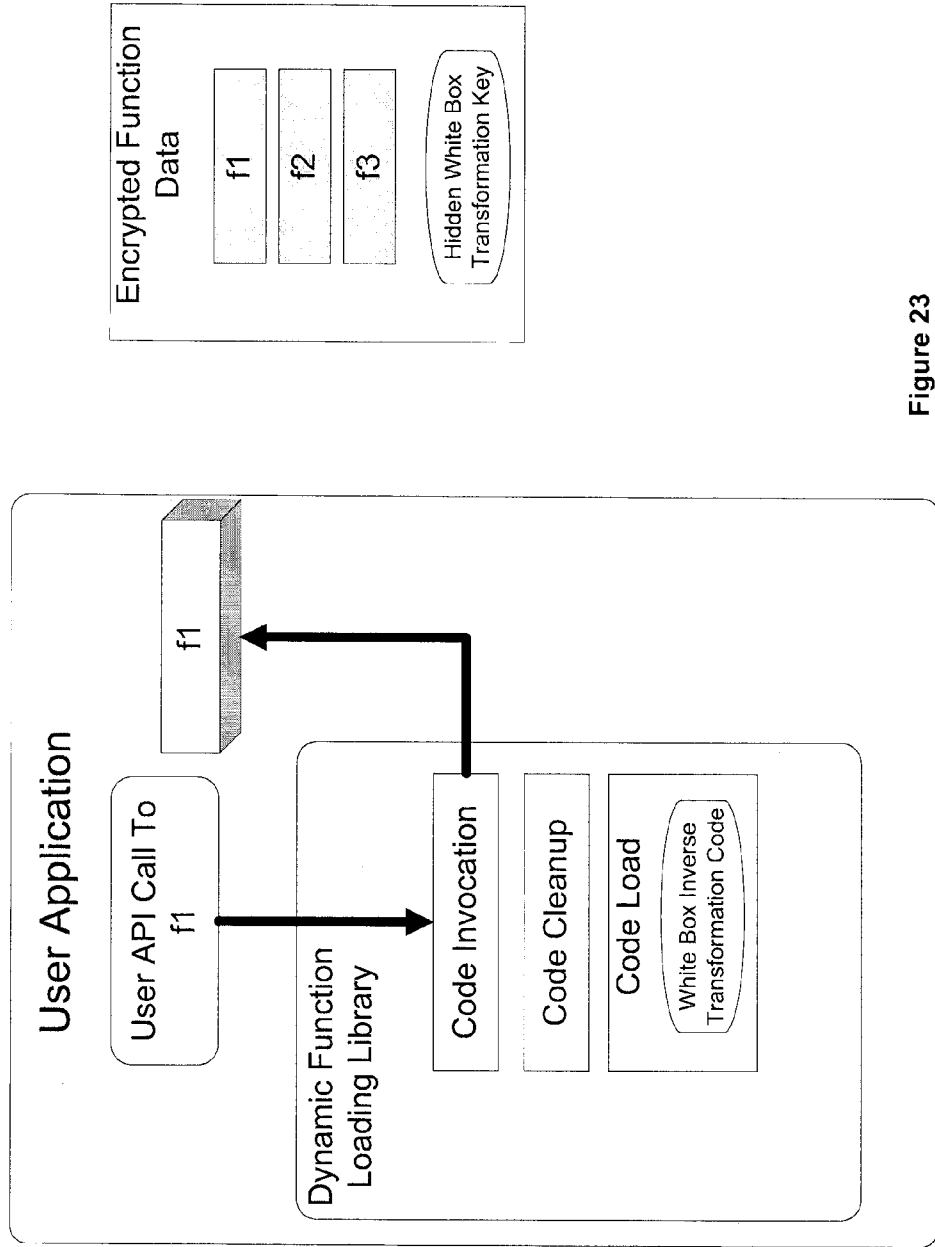 User Application
User API Call To
f1
f1
Dynamic Function
Loading Library
Code Invocation
Code Cleanup
Code Load
White Box Inverse
Transformation Code
Encrypted Function
Data
f1
f2
f3
Hidden White Box
Transformation Key
Figure 23